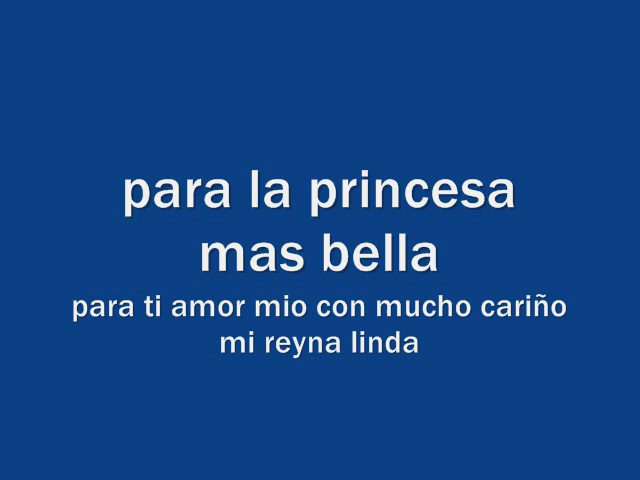 para la princesa
mas bella
para ti amor mio con mucho cariño
mi reyna linda